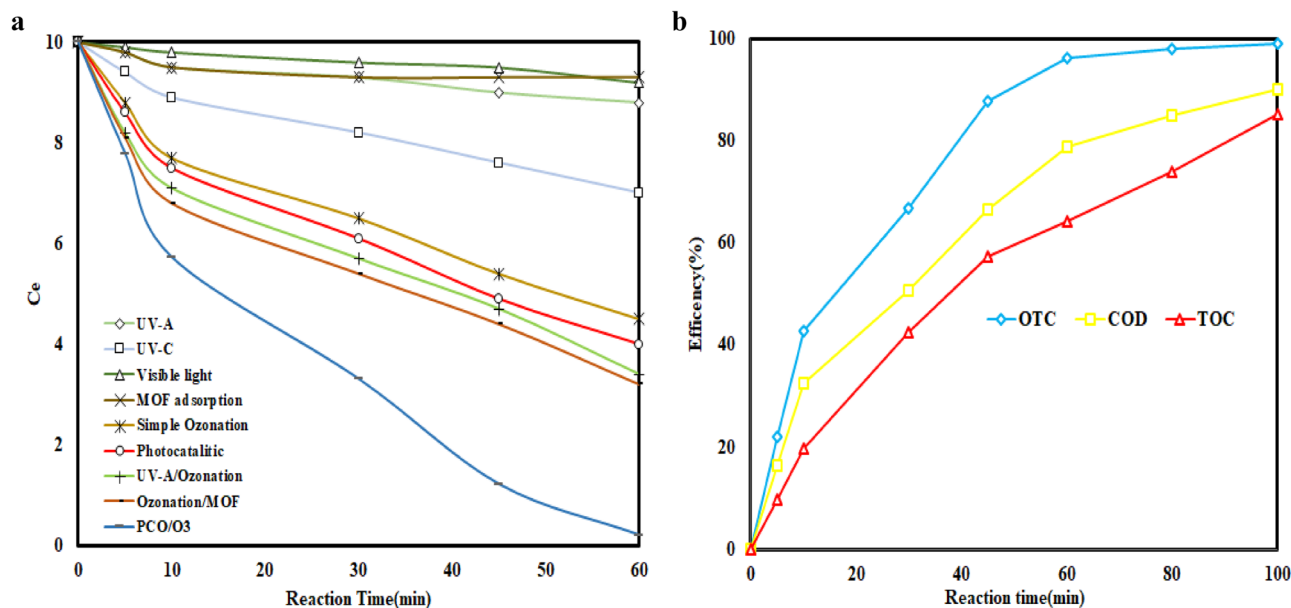 a
10
8
6
4
2
0
Ce
UV-A
UV-C
Visible light
MOF adsorption
Simple Ozonation
Photocatalitic
UV-A/Ozonation
Ozonation/MOF
PCO/O3
0 10 20 30 40 50 60
Reaction Time(min)
b
100
80
60
40
20
0
Efficency(%)
OTC COD TOC
0 20 40 60 80 100
Reaction time(min)